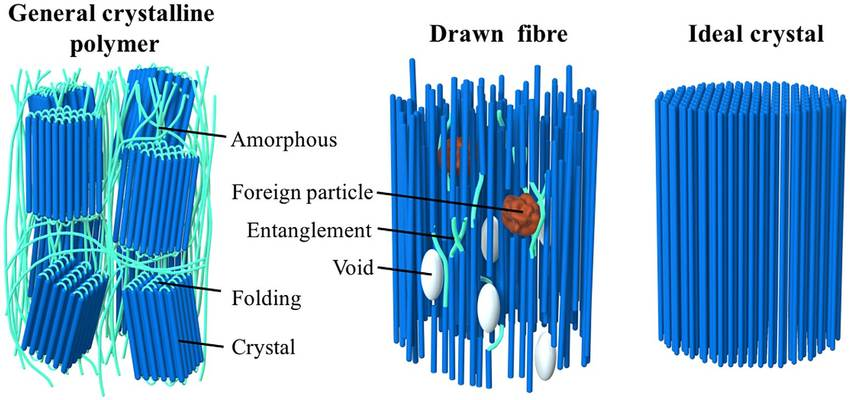 General crystalline
polymer
Drawn fibre
Ideal crystal
Amorphous
Foreign particle
Entanglement
Void
Folding
Crystal